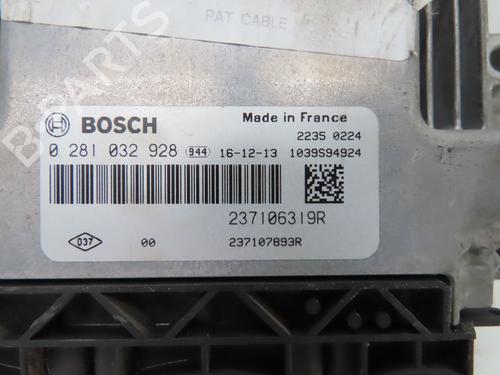 PAT CABLE
PARTS
BOSCH
Made in France
2235 0224
0 281 032 928 944 16-12-13 1039S94924
237106319R
D37 00 237107893R